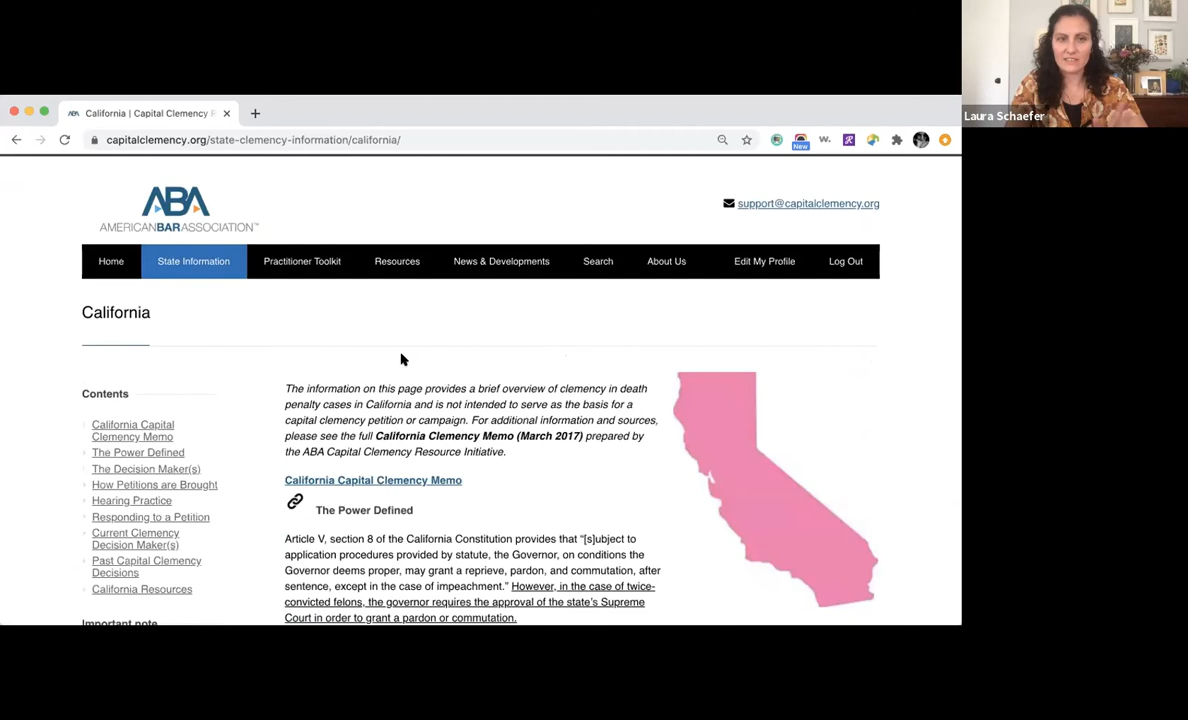 California | Capital Clemency R
capitalclemency.org/state-clemency-information/california/
New
Laura Schaefer
ABA
AMERICANBARASSOCIATION™
support@capitalclemency.org
Home State Information Practitioner Toolkit Resources News & Developments Search About Us Edit My Profile Log Out
California
Contents
California Capital
Clemency Memo
The Power Defined
The Decision Maker(s)
How Petitions are Brought
Hearing Practice
Responding to a Petition
Current Clemency
Decision Maker(s)
Past Capital Clemency
Decisions
California Resources
Important note
The information on this page provides a brief overview of clemency in death
penalty cases in California and is not intended to serve as the basis for a
capital clemency petition or campaign. For additional information and sources,
please see the full California Clemency Memo (March 2017) prepared by
the ABA Capital Clemency Resource Initiative.
California Capital Clemency Memo
The Power Defined
Article V, section 8 of the California Constitution provides that “[s]ubject to
application procedures provided by statute, the Governor, on conditions the
Governor deems proper, may grant a reprieve, pardon, and commutation, after
sentence, except in the case of impeachment.” However, in the case of twice-
convicted felons, the governor requires the approval of the state's Supreme
Court in order to grant a pardon or commutation.